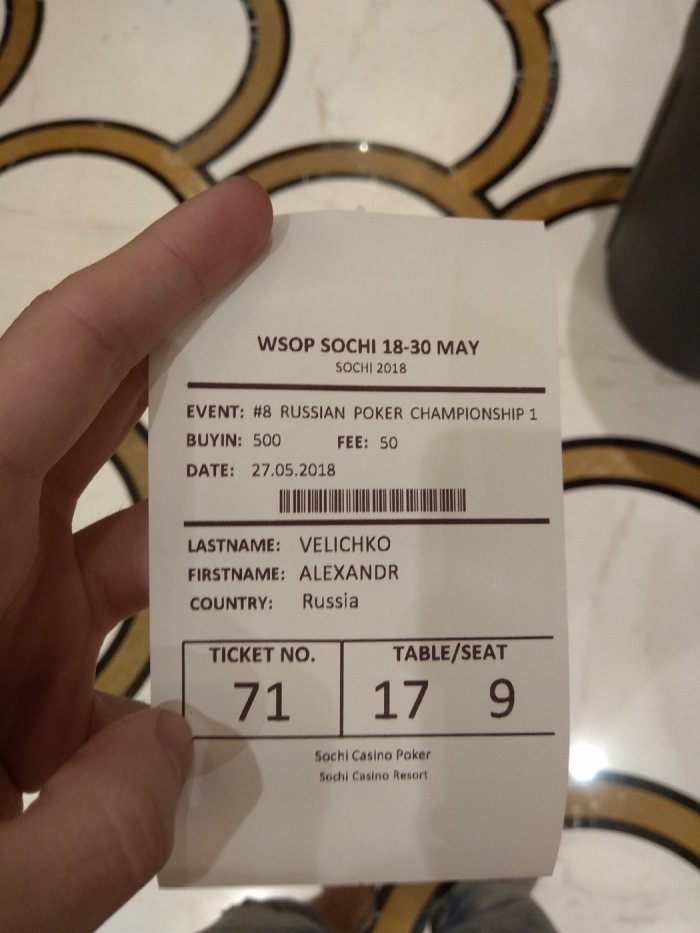 WSOP SOCHI 18-30 MAY
SOCHI 2018
EVENT: #8 RUSSIAN POKER CHAMPIONSHIP 1
BUYIN: 500 FEE: 50
DATE: 27.05.2018
LASTNAME: VELICHKO
FIRSTNAME: ALEXANDR
COUNTRY: Russia
TICKET NO. TABLE/SEAT
71 17 9
Sochi Casino Poker
Sochi Casino Resort